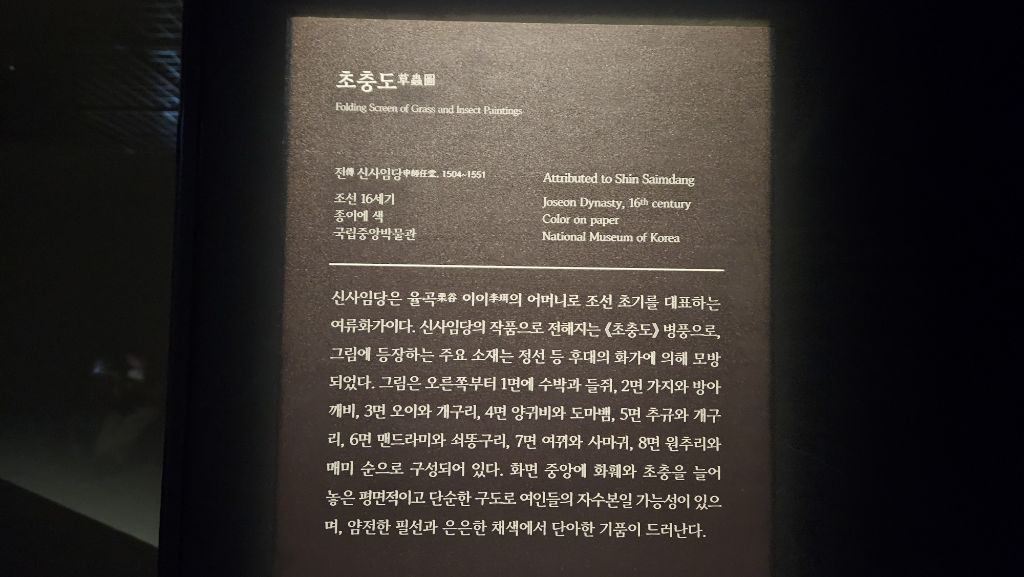 초충도草蟲圖
Folding Screen of Grass and Insect Paintings
전傳 신사임당申師任堂, 1504~1551
조선 16세기
종이에 색
국립중앙박물관
Attributed to Shin Saimdang
Joseon Dynasty, 16th century
Color on paper
National Museum of Korea
신사임당은 율곡栗谷 이이李珥의 어머니로 조선 초기를 대표하는
여류화가이다. 신사임당의 작품으로 전해지는 《초충도》 병풍으로,
그림에 등장하는 주요 소재는 정선 등 후대의 화가에 의해 모방
되었다. 그림은 오른쪽부터 1면에 수박과 들쥐, 2면 가지와 방아
깨비, 3면 오이와 개구리, 4면 양귀비와 도마뱀, 5면 추규와 개구
리, 6면 맨드라미와 쇠똥구리, 7면 여뀌와 사마귀, 8면 원추리와
매미 순으로 구성되어 있다. 화면 중앙에 화훼와 초충을 늘어
놓은 평면적이고 단순한 구도로 여인들의 자수본일 가능성이 있으
며, 얌전한 필선과 은은한 채색에서 단아한 기품이 드러난다.